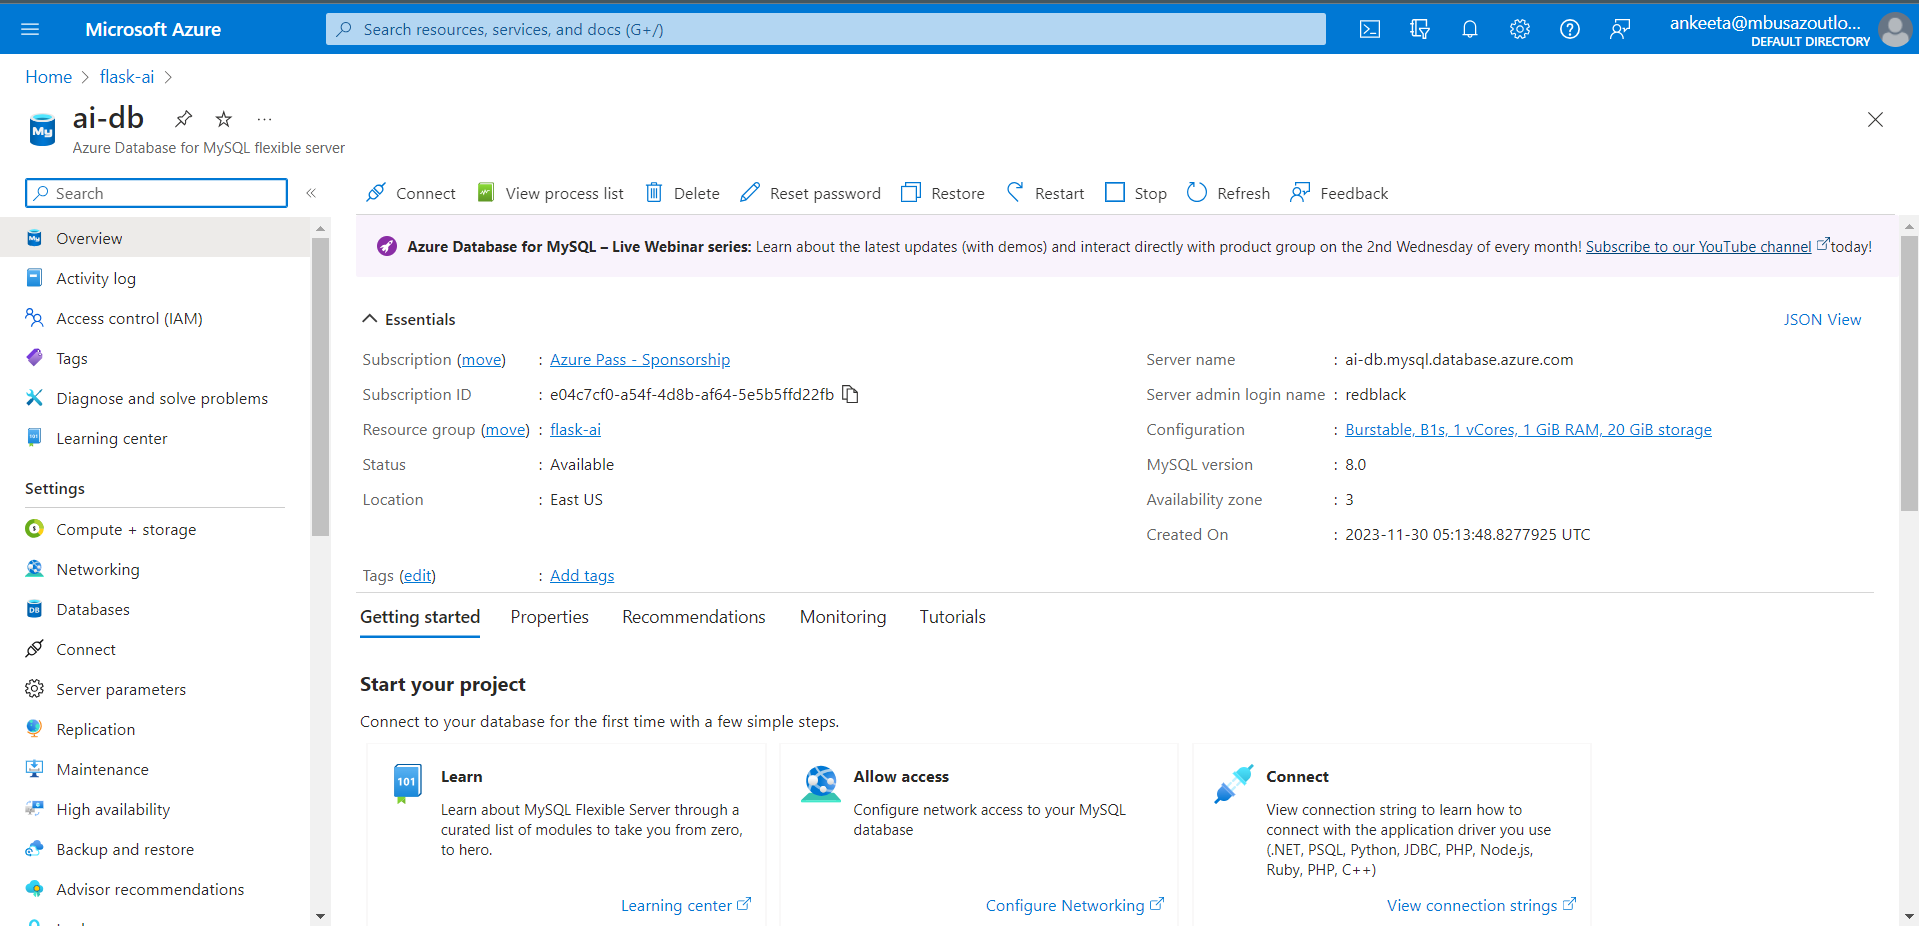 Microsoft Azure
Search resources, services, and docs (G+/)
ankeeta@mbusazoutlo...
DEFAULT DIRECTORY
Home > flask-ai >
My
ai-db
...
Azure Database for MySQL flexible server
Search
«
Connect
View process list
Delete
Reset password
Restore
Restart
Stop
Refresh
Feedback
Overview
Activity log
Access control (IAM)
Tags
Diagnose and solve problems
Learning center
Settings
Compute + storage
Networking
Databases
Connect
Server parameters
Replication
Maintenance
High availability
Backup and restore
Advisor recommendations
Azure Database for MySQL – Live Webinar series: Learn about the latest updates (with demos) and interact directly with product group on the 2nd Wednesday of every month! Subscribe to our YouTube channel today!
Essentials
JSON View
Subscription (move) : Azure Pass - Sponsorship
Subscription ID : e04c7cf0-a54f-4d8b-af64-5e5b5ffd22fb
Resource group (move) : flask-ai
Status : Available
Location : East US
Server name : ai-db.mysql.database.azure.com
Server admin login name : redblack
Configuration : Burstable, B1s, 1 vCores, 1 GiB RAM, 20 GiB storage
MySQL version : 8.0
Availability zone : 3
Created On : 2023-11-30 05:13:48.8277925 UTC
Tags (edit) : Add tags
Getting started
Properties
Recommendations
Monitoring
Tutorials
Start your project
Connect to your database for the first time with a few simple steps.
101
Learn
Learn about MySQL Flexible Server through a
curated list of modules to take you from zero,
to hero.
Learning center
Allow access
Configure network access to your MySQL
database
Configure Networking
Connect
View connection string to learn how to
connect with the application driver you use
(.NET, PSQL, Python, JDBC, PHP, Node.js,
Ruby, PHP, C++)
View connection strings